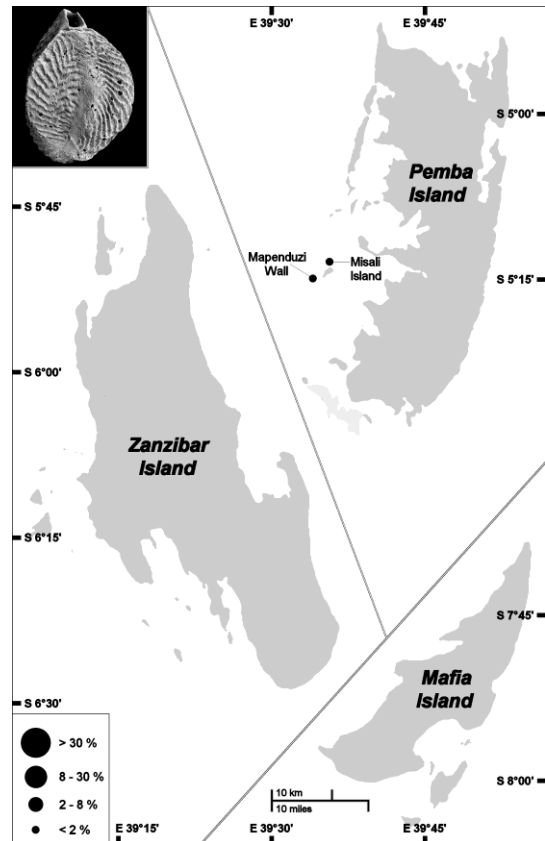 E 39°30'
E 39°45'
S 5°00'
Pemba
Island
S 5°45'
Mapenduzi
Wall
Misali
Island
S 5°15'
S 6°00'
Zanzibar
Island
S 6°15'
S 7°45'
Mafia
Island
S 6°30'
> 30 %
8 - 30 %
2 - 8 %
< 2 %
10 km
10 miles
S 8°00'
E 39°15'
E 39°30'
E 39°45'